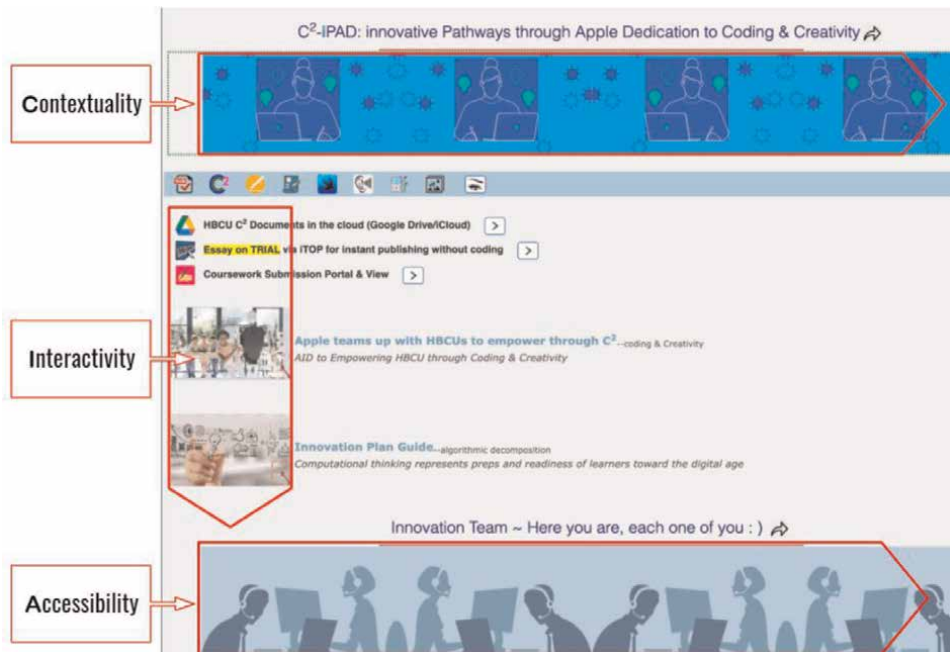 C²-IPAD: innovative Pathways through Apple Dedication to Coding & Creativity
Contextuality
HBCU C² Documents in the cloud (Google Drive/iCloud)
Essay on TRIAL via iTOP for instant publishing without coding
Coursework Submission Portal & View
Interactivity
Apple teams up with HBCUs to empower through C²...coding & Creativity
AID to Empowering HBCU through Coding & Creativity
Innovation Plan Guide...algorithmic decomposition
Computational thinking represents preps and readiness of learners toward the digital age
Innovation Team ~ Here you are, each one of you : )
Accessibility